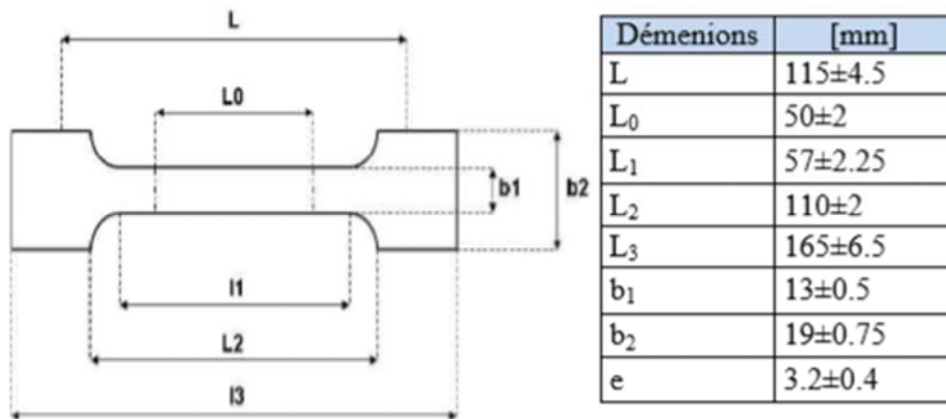 L
L0
b1
b2
l1
L2
l3
Démenions [mm]
L 115±4.5
L₀ 50±2
L₁ 57±2.25
L₂ 110±2
L₃ 165±6.5
b₁ 13±0.5
b₂ 19±0.75
e 3.2±0.4